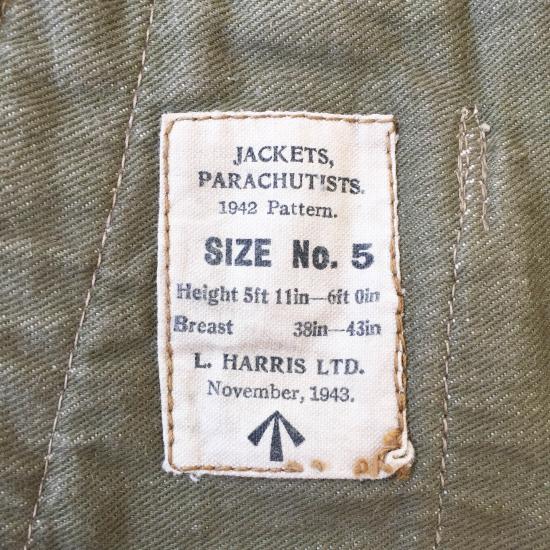 JACKETS,
PARACHUTISTS.
1942 Pattern.
SIZE No. 5
Height 5ft 11in—6ft 0in
Breast 38in—43in
L. HARRIS LTD.
November, 1943.